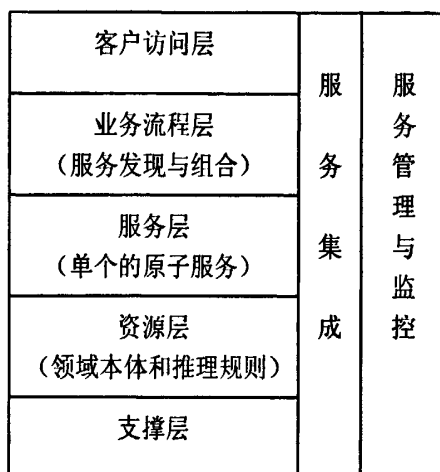 客户访问层
业务流程层
（服务发现与组合）
服务层
（单个的原子服务）
资源层
（领域本体和推理规则）
支撑层
服务集成
服务管理与监控